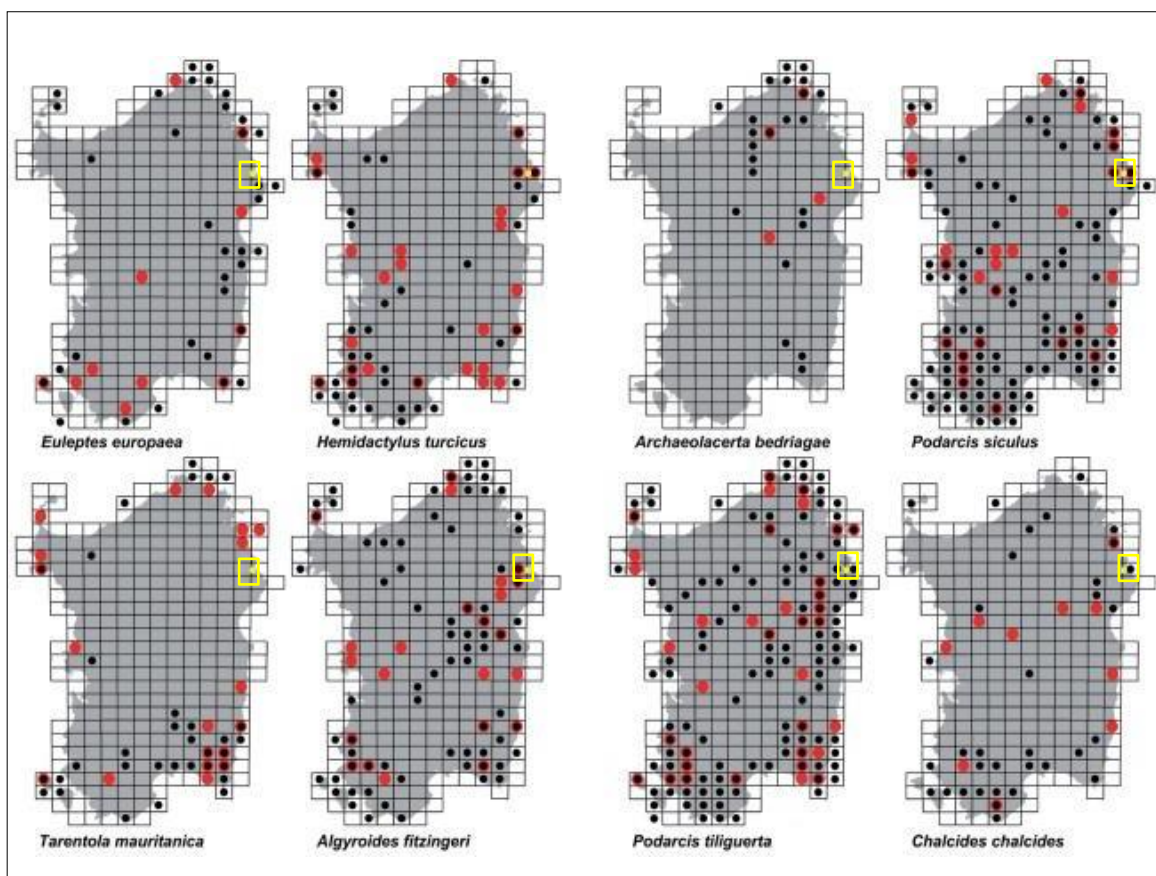 Euleptes europaea
Hemidactylus turcicus
Archaeolacerta bedriagae
Podarcis siculus
Tarentola mauritanica
Algyroides fitzingeri
Podarcis tiliguerta
Chalcides chalcides